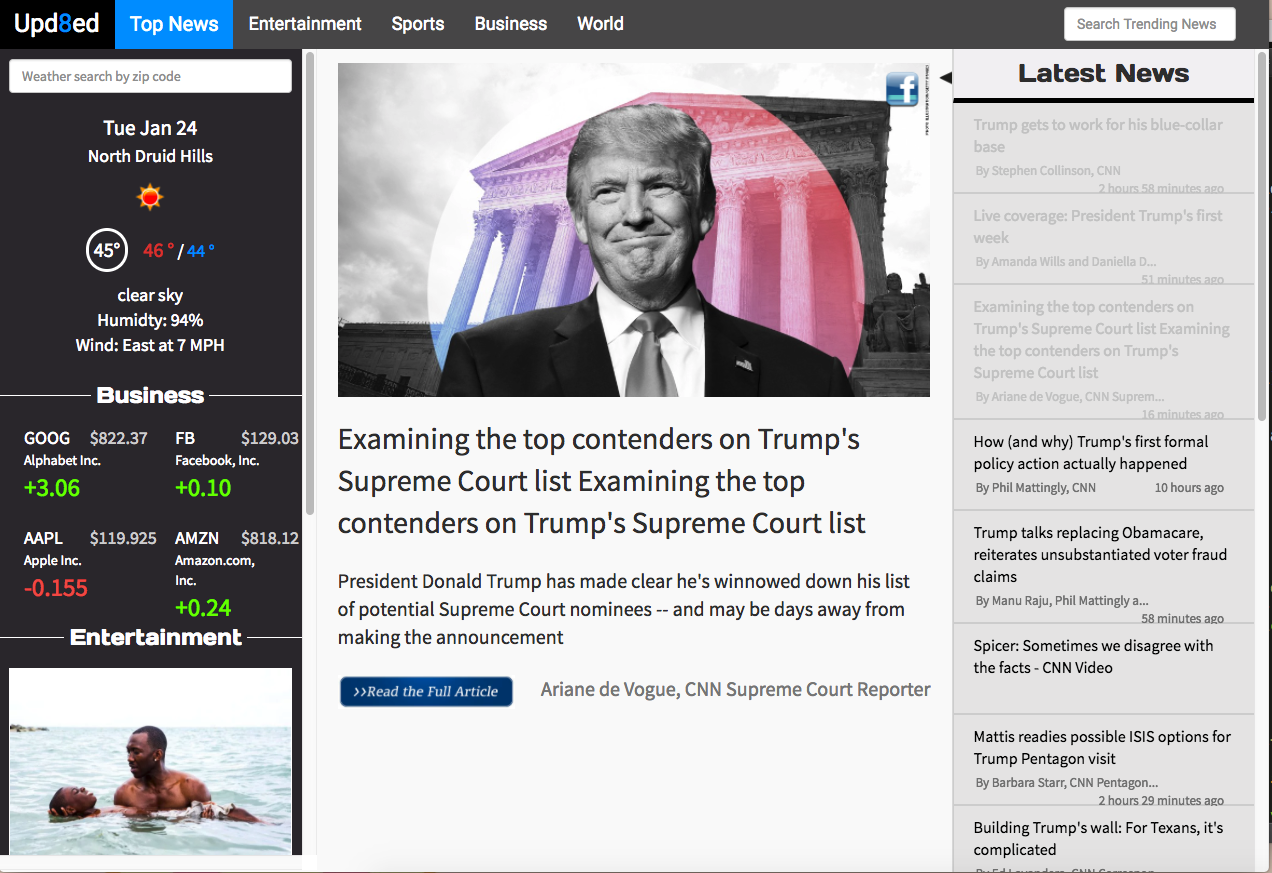 Upd8ed
Top News
Entertainment
Sports
Business
World
Search Trending News
Weather search by zip code
Tue Jan 24
North Druid Hills
45°
46 ° / 44 °
clear sky
Humidty: 94%
Wind: East at 7 MPH
Business
GOOG $822.37
Alphabet Inc.
+3.06
FB $129.03
Facebook, Inc.
+0.10
AAPL $119.925
Apple Inc.
-0.155
AMZN $818.12
Amazon.com,
Inc.
+0.24
Entertainment
f
Examining the top contenders on Trump's
Supreme Court list Examining the top
contenders on Trump's Supreme Court list
President Donald Trump has made clear he's winnowed down his list
of potential Supreme Court nominees -- and may be days away from
making the announcement
>>Read the Full Article
Ariane de Vogue, CNN Supreme Court Reporter
Latest News
Trump gets to work for his blue-collar
base
By Stephen Collinson, CNN
2 hours 58 minutes ago
Live coverage: President Trump's first
week
By Amanda Wills and Daniella D...
51 minutes ago
Examining the top contenders on
Trump's Supreme Court list Examining
the top contenders on Trump's
Supreme Court list
By Ariane de Vogue, CNN Suprem...
16 minutes ago
How (and why) Trump's first formal
policy action actually happened
By Phil Mattingly, CNN 10 hours ago
Trump talks replacing Obamacare,
reiterates unsubstantiated voter fraud
claims
By Manu Raju, Phil Mattingly a...
58 minutes ago
Spicer: Sometimes we disagree with
the facts - CNN Video
Mattis readies possible ISIS options for
Trump Pentagon visit
By Barbara Starr, CNN Pentagon...
2 hours 29 minutes ago
Building Trump's wall: For Texans, it's
complicated